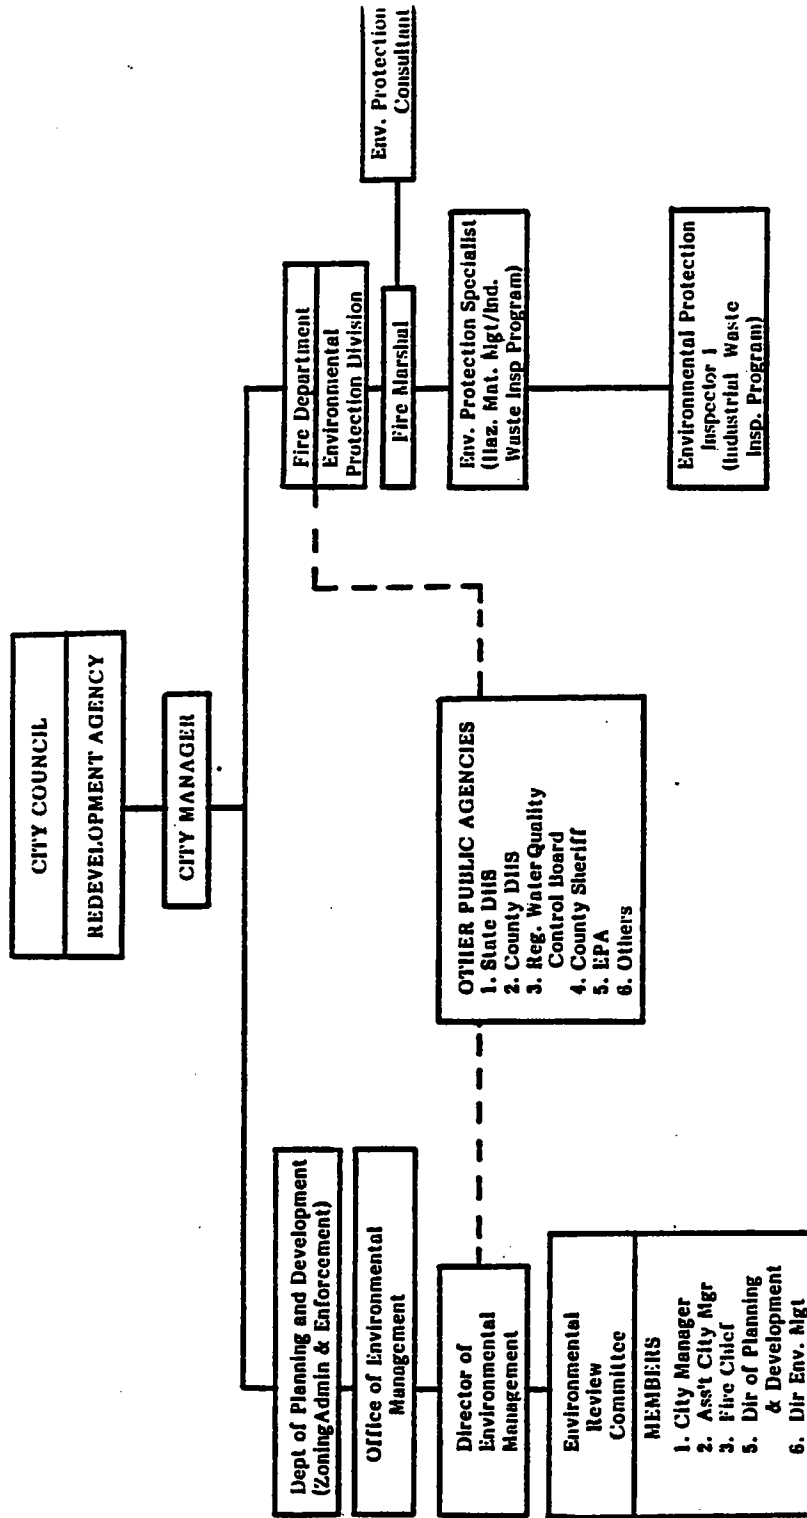 CITY COUNCIL
REDEVELOPMENT AGENCY
CITY MANAGER
Dept of Planning and Development
(Zoning Admin & Enforcement)
Office of Environmental
Management
Director of
Environmental
Management
Environmental
Review
Committee
MEMBERS
1. City Manager
2. Ass't City Mgr
3. Fire Chief
5. Dir of Planning
& Development
6. Dir Env. Mgt
OTHER PUBLIC AGENCIES
1. State DHS
2. County DHS
3. Reg. Water Quality
Control Board
4. County Sheriff
5. EPA
6. Others
Fire Department
Environmental
Protection Division
Fire Marshal
Env. Protection
Consultant
Env. Protection Specialist
(Haz. Mat. Mgt/Ind.
Waste Insp Program)
Environmental Protection
Inspector I
(Industrial Waste
Insp. Program)